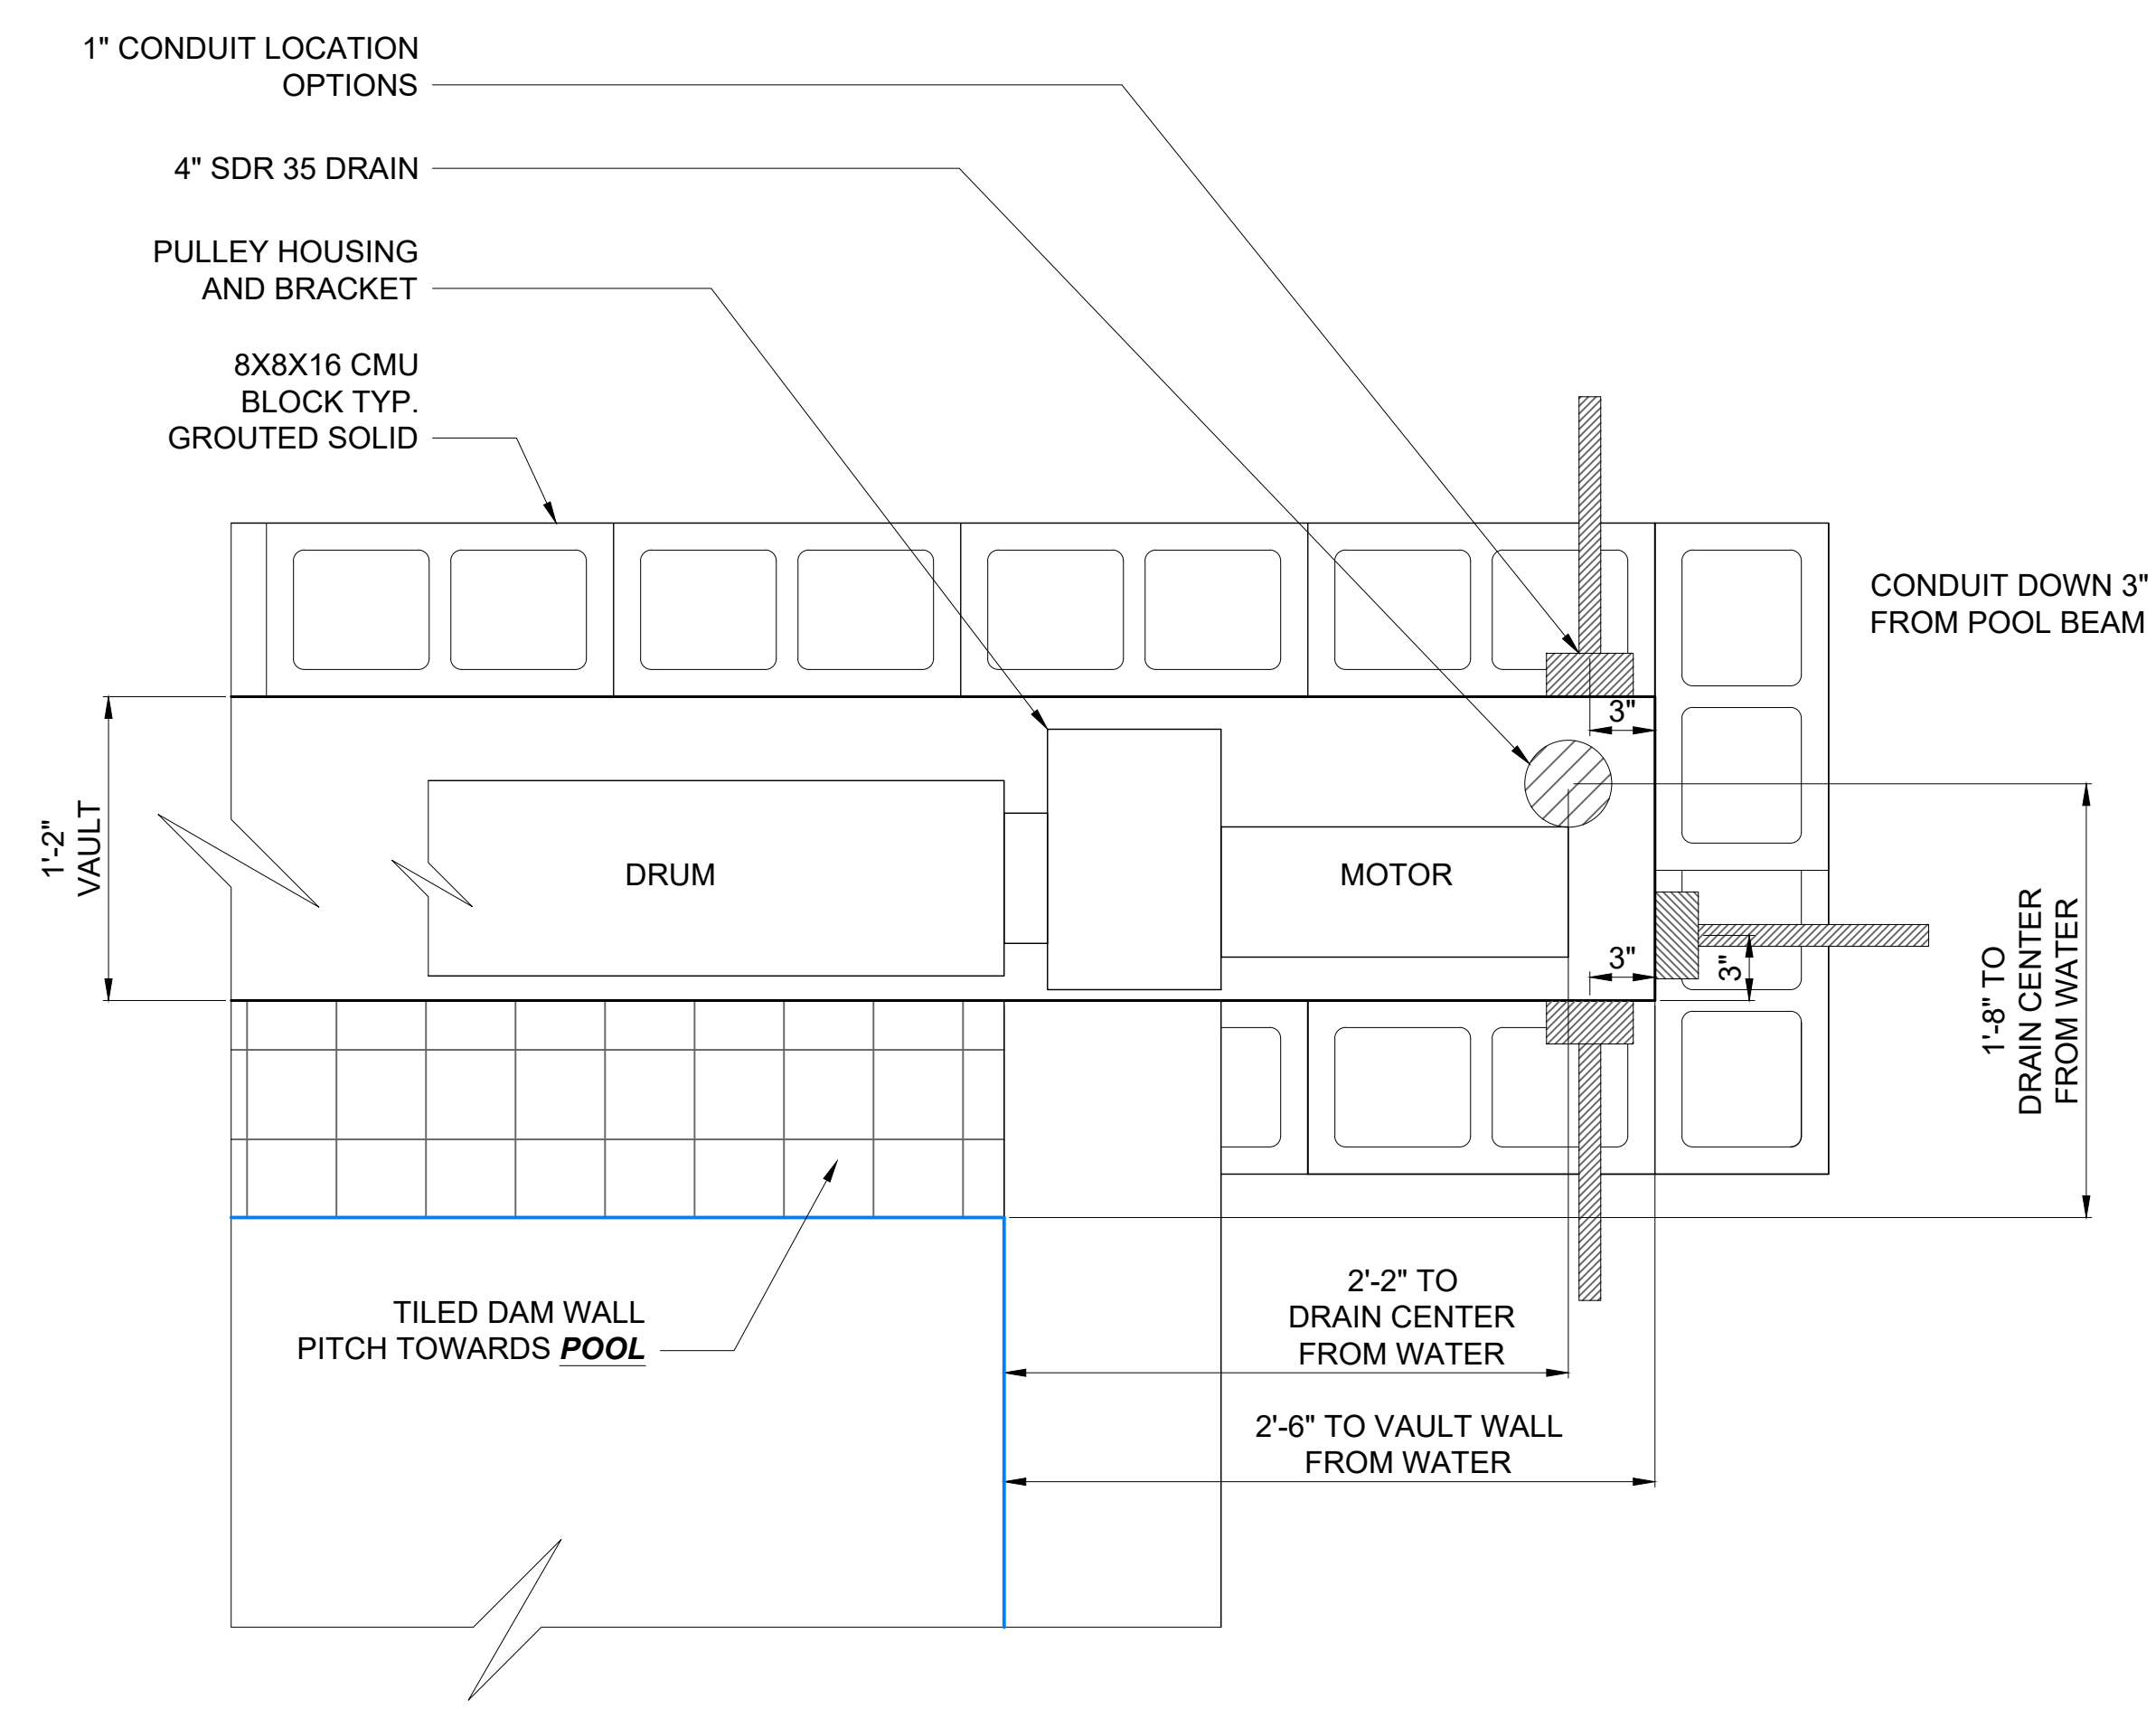 1" CONDUIT LOCATION
OPTIONS
4" SDR 35 DRAIN
PULLEY HOUSING
AND BRACKET
8X8X16 CMU
BLOCK TYP.
GROUTED SOLID
CONDUIT DOWN 3"
FROM POOL BEAM
3"
1'-2"
VAULT
DRUM
MOTOR
3"
3"
1'-8" TO
DRAIN CENTER
FROM WATER
TILED DAM WALL
PITCH TOWARDS POOL
2'-2" TO
DRAIN CENTER
FROM WATER
2'-6" TO VAULT WALL
FROM WATER